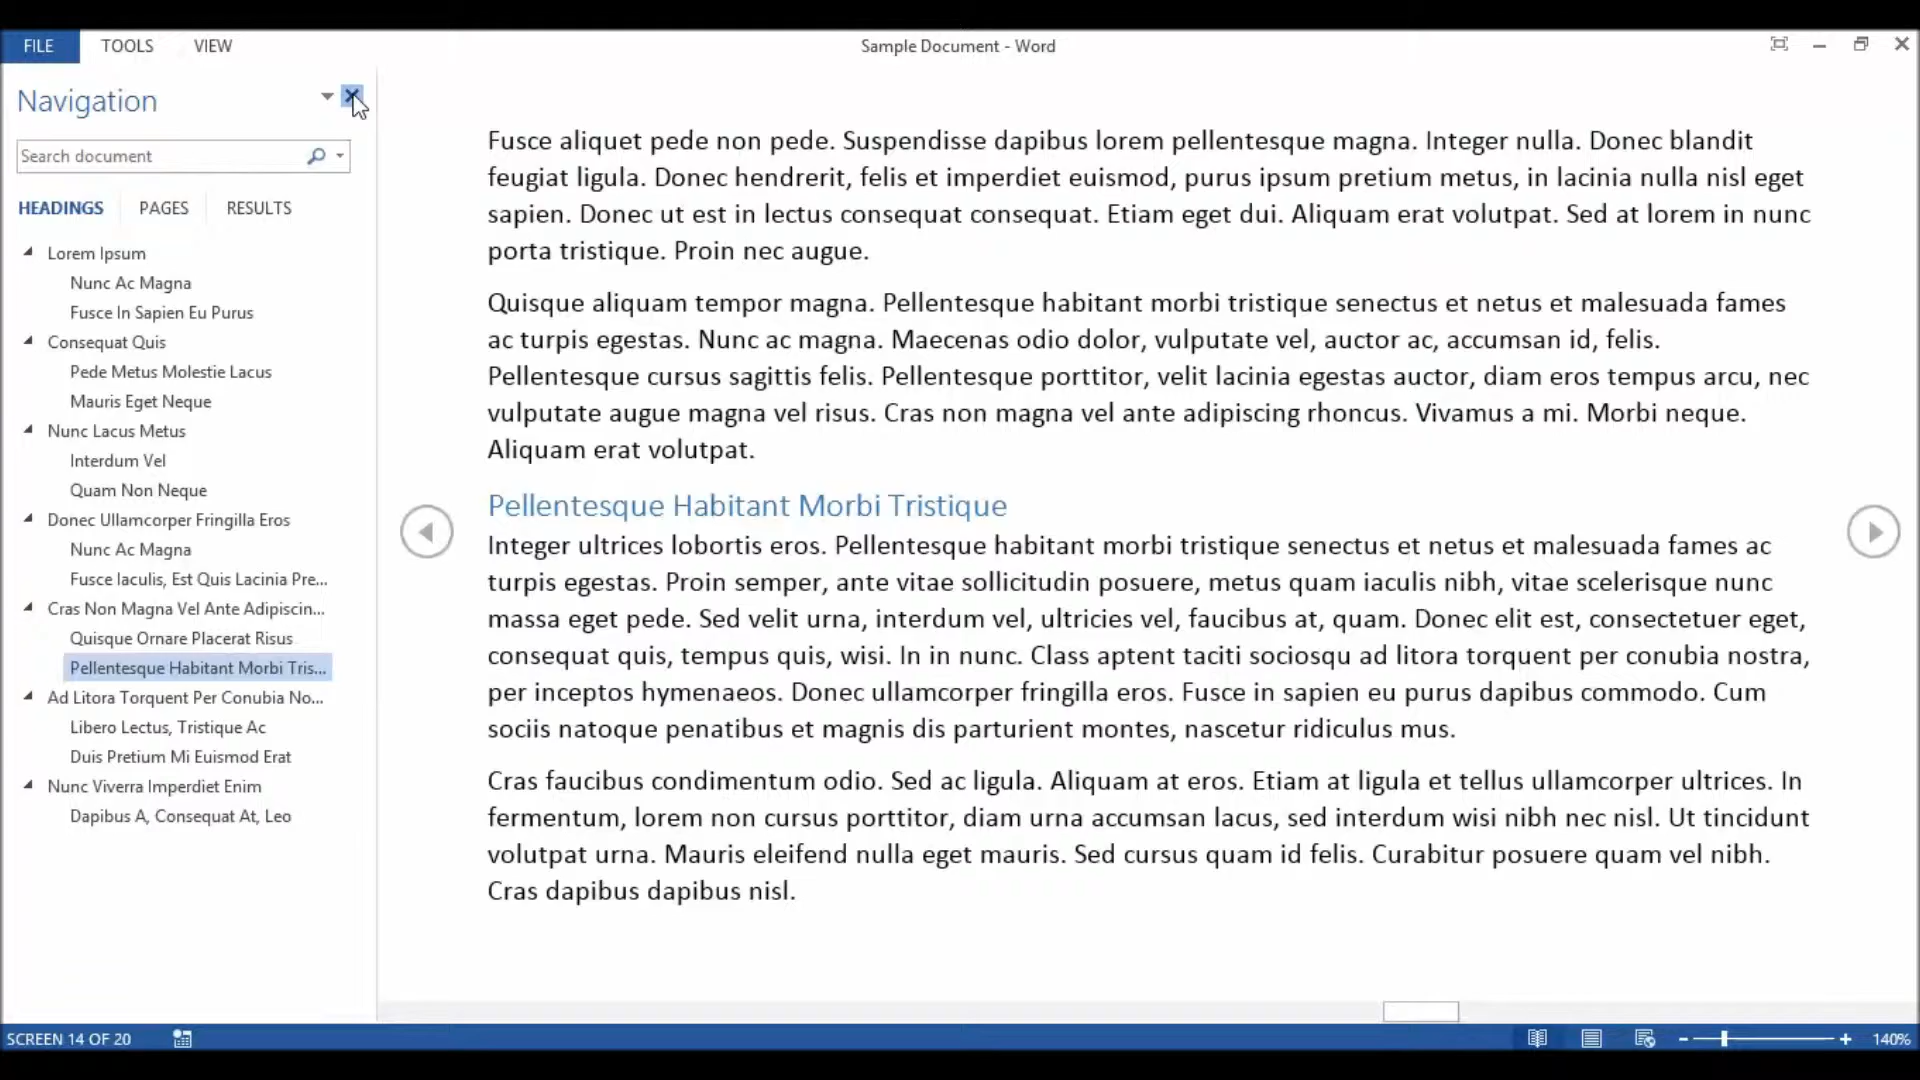 FILE TOOLS VIEW Sample Document - Word
Navigation
Search document
HEADINGS PAGES RESULTS
Lorem Ipsum
Nunc Ac Magna
Fusce In Sapien Eu Purus
Consequat Quis
Pede Metus Molestie Lacus
Mauris Eget Neque
Nunc Lacus Metus
Interdum Vel
Quam Non Neque
Donec Ullamcorper Fringilla Eros
Nunc Ac Magna
Fusce Iaculis, Est Quis Lacinia Pre...
Cras Non Magna Vel Ante Adipiscin...
Quisque Ornare Placerat Risus
Pellentesque Habitant Morbi Tris...
Ad Litora Torquent Per Conubia No...
Libero Lectus, Tristique Ac
Duis Pretium Mi Euismod Erat
Nunc Viverra Imperdiet Enim
Dapibus A, Consequat At, Leo
Fusce aliquet pede non pede. Suspendisse dapibus lorem pellentesque magna. Integer nulla. Donec blandit
feugiat ligula. Donec hendrerit, felis et imperdiet euismod, purus ipsum pretium metus, in lacinia nulla nisl eget
sapien. Donec ut est in lectus consequat consequat. Etiam eget dui. Aliquam erat volutpat. Sed at lorem in nunc
porta tristique. Proin nec augue.
Quisque aliquam tempor magna. Pellentesque habitant morbi tristique senectus et netus et malesuada fames
ac turpis egestas. Nunc ac magna. Maecenas odio dolor, vulputate vel, auctor ac, accumsan id, felis.
Pellentesque cursus sagittis felis. Pellentesque porttitor, velit lacinia egestas auctor, diam eros tempus arcu, nec
vulputate augue magna vel risus. Cras non magna vel ante adipiscing rhoncus. Vivamus a mi. Morbi neque.
Aliquam erat volutpat.
Pellentesque Habitant Morbi Tristique
Integer ultrices lobortis eros. Pellentesque habitant morbi tristique senectus et netus et malesuada fames ac
turpis egestas. Proin semper, ante vitae sollicitudin posuere, metus quam iaculis nibh, vitae scelerisque nunc
massa eget pede. Sed velit urna, interdum vel, ultricies vel, faucibus at, quam. Donec elit est, consectetuer eget,
consequat quis, tempus quis, wisi. In in nunc. Class aptent taciti sociosqu ad litora torquent per conubia nostra,
per inceptos hymenaeos. Donec ullamcorper fringilla eros. Fusce in sapien eu purus dapibus commodo. Cum
sociis natoque penatibus et magnis dis parturient montes, nascetur ridiculus mus.
Cras faucibus condimentum odio. Sed ac ligula. Aliquam at eros. Etiam at ligula et tellus ullamcorper ultrices. In
fermentum, lorem non cursus porttitor, diam urna accumsan lacus, sed interdum wisi nibh nec nisl. Ut tincidunt
volutpat urna. Mauris eleifend nulla eget mauris. Sed cursus quam id felis. Curabitur posuere quam vel nibh.
Cras dapibus dapibus nisl.
SCREEN 14 OF 20 140%